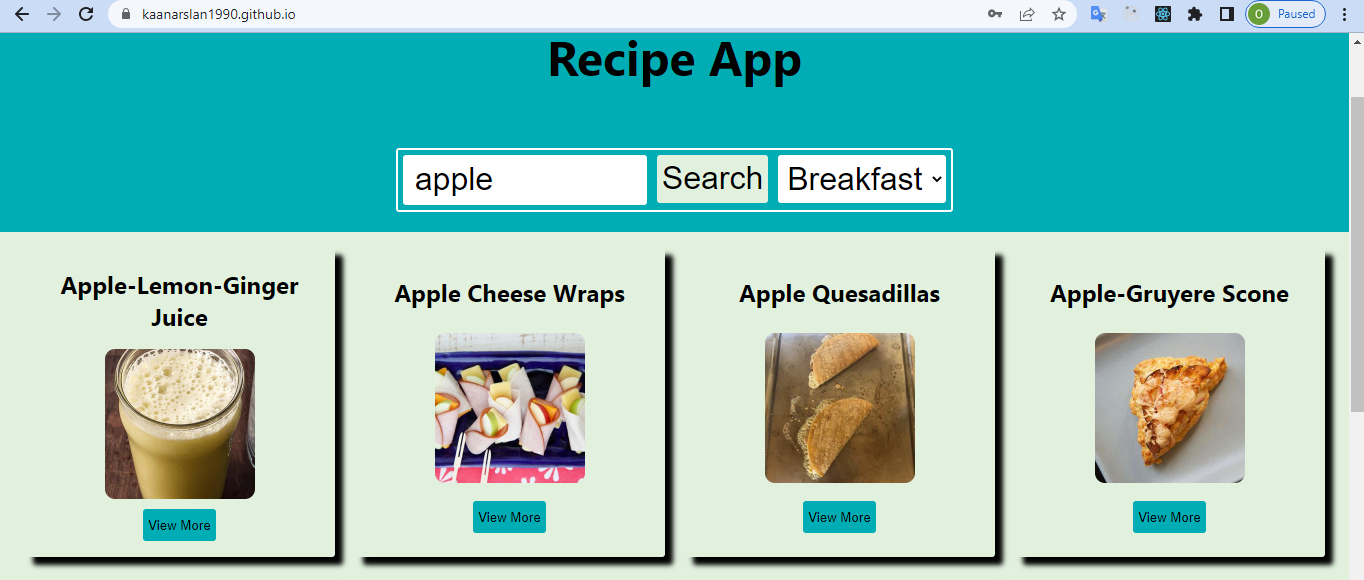 kaanarslan1990.github.io
O Paused
Recipe App
apple Search Breakfast
Apple-Lemon-Ginger
Juice
Apple Cheese Wraps
Apple Quesadillas
Apple-Gruyere Scone
View More
View More
View More
View More